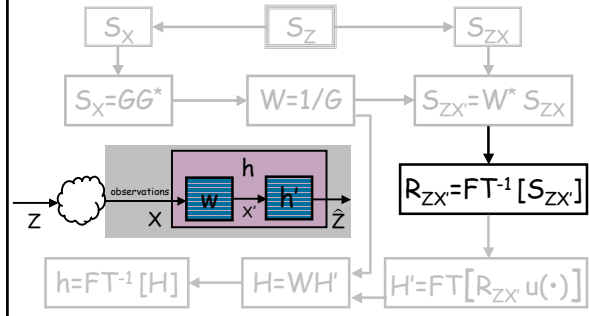 S_X S_Z S_ZX
S_X=GG* W=1/G S_ZX'=W* S_ZX
h
observations
W x' h'
Z X ẑ
R_ZX'=FT⁻¹[S_ZX']
h=FT⁻¹[H] H=WH' H'=FT[R_ZX' u(·)]